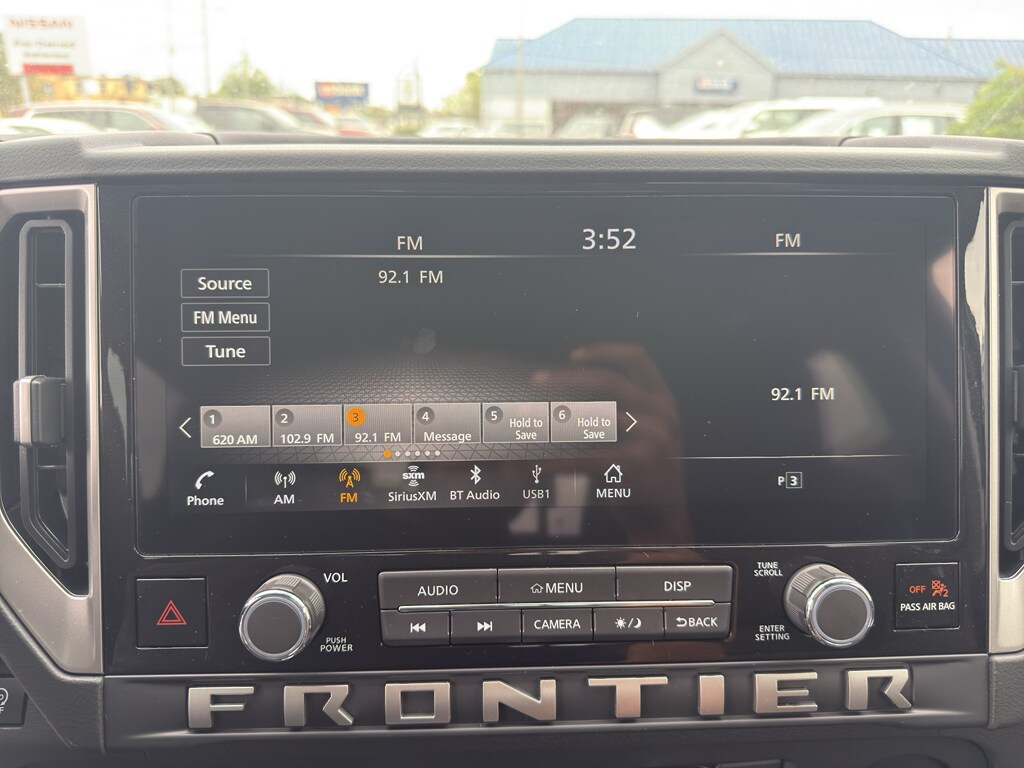 NISSAN
FM
3:52
FM
92.1 FM
Source
FM Menu
Tune
92.1 FM
1
620 AM
2
102.9 FM
3
92.1 FM
4
Message
5
Hold to
Save
6
Hold to
Save
Phone
AM
FM
sxm
SiriusXM
BT Audio
USB1
MENU
P 3
VOL
PUSH
POWER
AUDIO
MENU
DISP
CAMERA
BACK
TUNE
SCROLL
ENTER
SETTING
OFF
2
PASS AIR BAG
FRONTIER